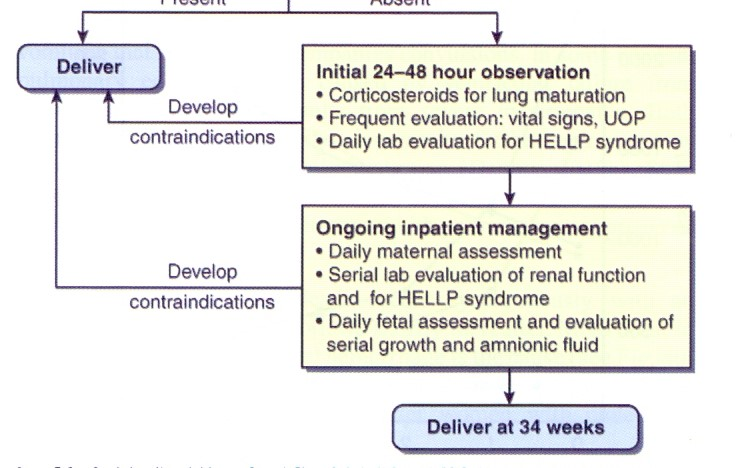 Present
Absent
Deliver
Initial 24–48 hour observation
• Corticosteroids for lung maturation
• Frequent evaluation: vital signs, UOP
• Daily lab evaluation for HELLP syndrome
Develop
contraindications
Ongoing inpatient management
• Daily maternal assessment
• Serial lab evaluation of renal function
and for HELLP syndrome
• Daily fetal assessment and evaluation of
serial growth and amnionic fluid
Develop
contraindications
Deliver at 34 weeks